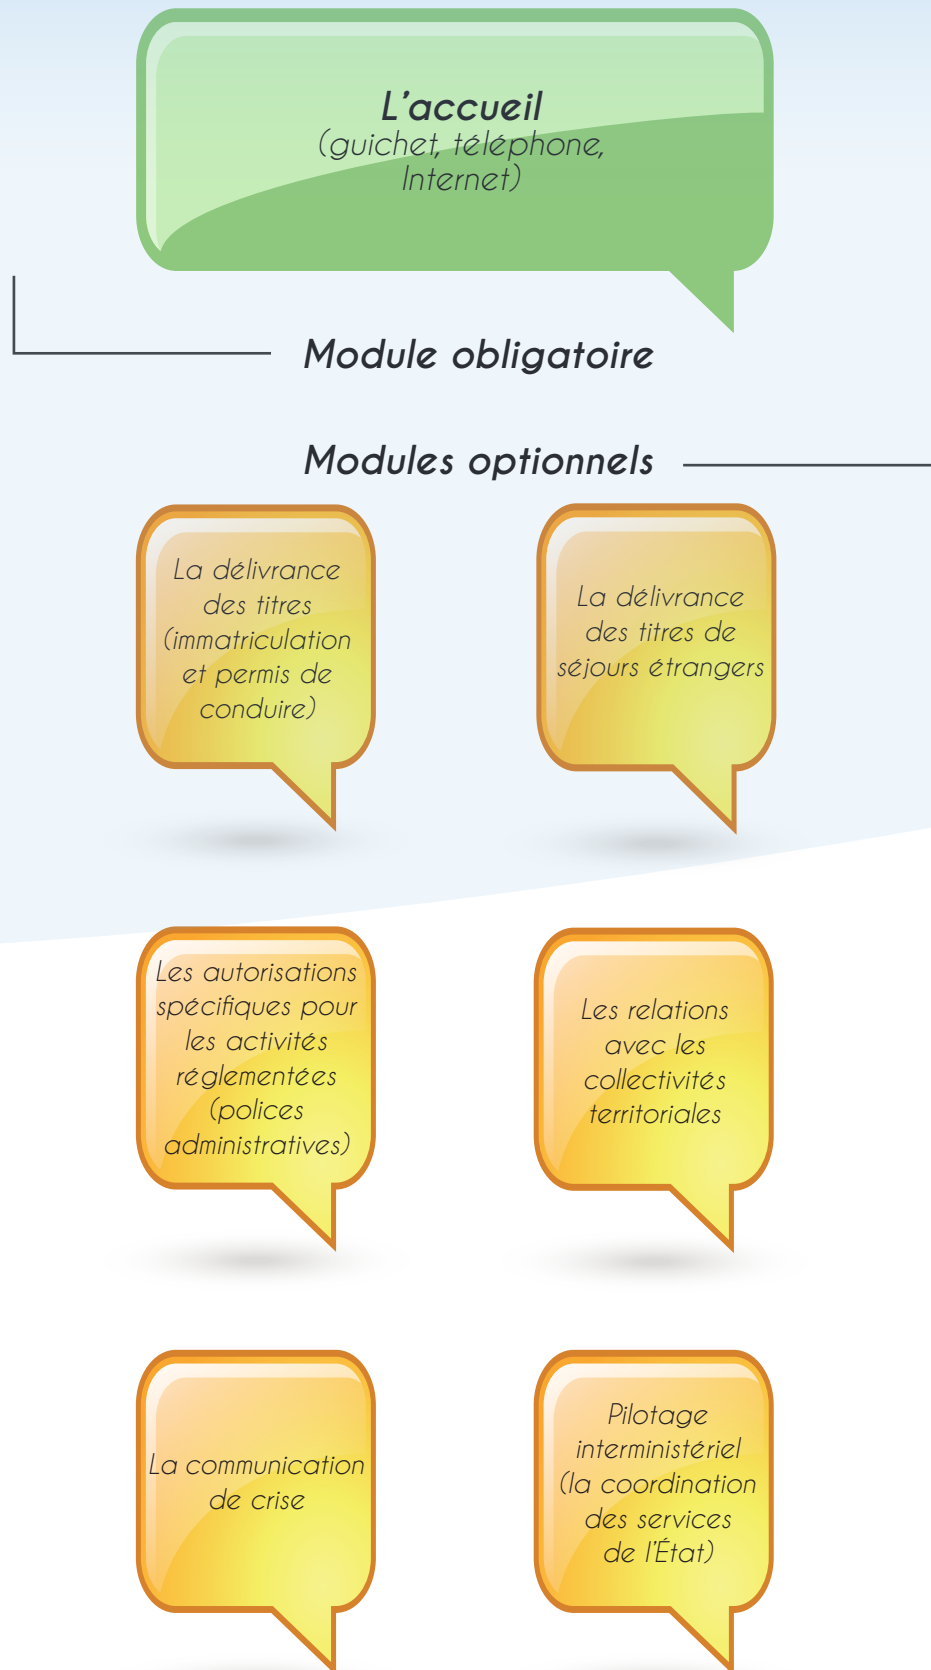 L'accueil
(guichet, téléphone,
Internet)
Module obligatoire
Modules optionnels
La délivrance
des titres
(immatriculation
et permis de
conduire)
La délivrance
des titres de
séjours étrangers
Les autorisations
spécifiques pour
les activités
réglementées
(polices
administratives)
Les relations
avec les
collectivités
territoriales
La communication
de crise
Pilotage
interministériel
(la coordination
des services
de l'État)